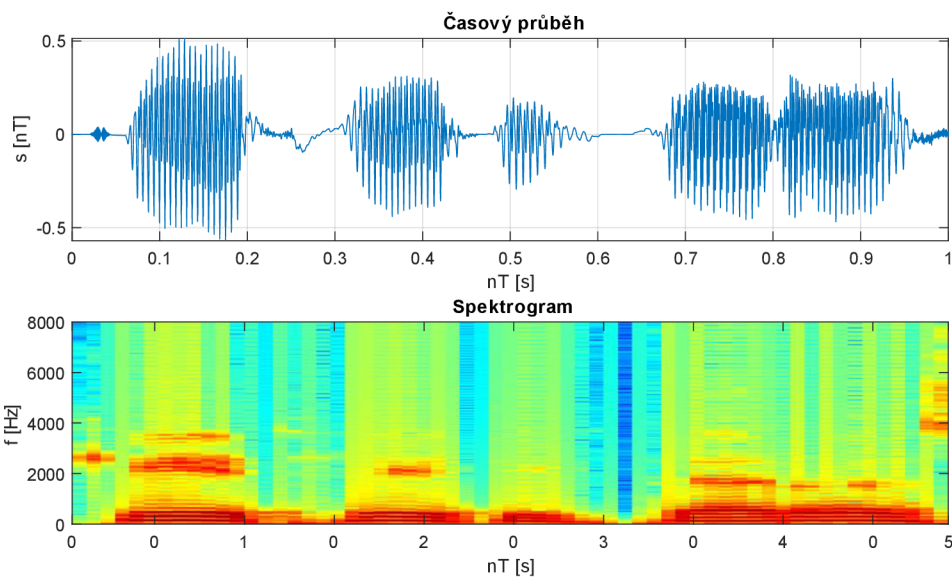 Časový průběh
0.5
0
-0.5
s [nT]
0 0.1 0.2 0.3 0.4 0.5 0.6 0.7 0.8 0.9 1
nT [s]
Spektrogram
8000
6000
4000
2000
0
f [Hz]
0 0 1 0 2 0 3 0 4 0 5
nT [s]